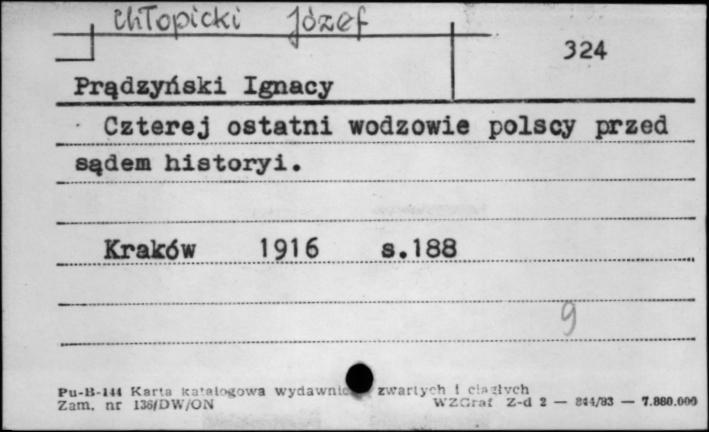 Chłopicki Józef
324
Prądzyński Ignacy
Czterej ostatni wodzowie polscy przed
sądem historyi.
Kraków 1916 s.188
9
Pu-B-144 Karta katalogowa wydawnic zwartych i ciągłych
Zam. nr 136/DW/ON WZGraf Z-d 2 — 844/83 — 7.880.000